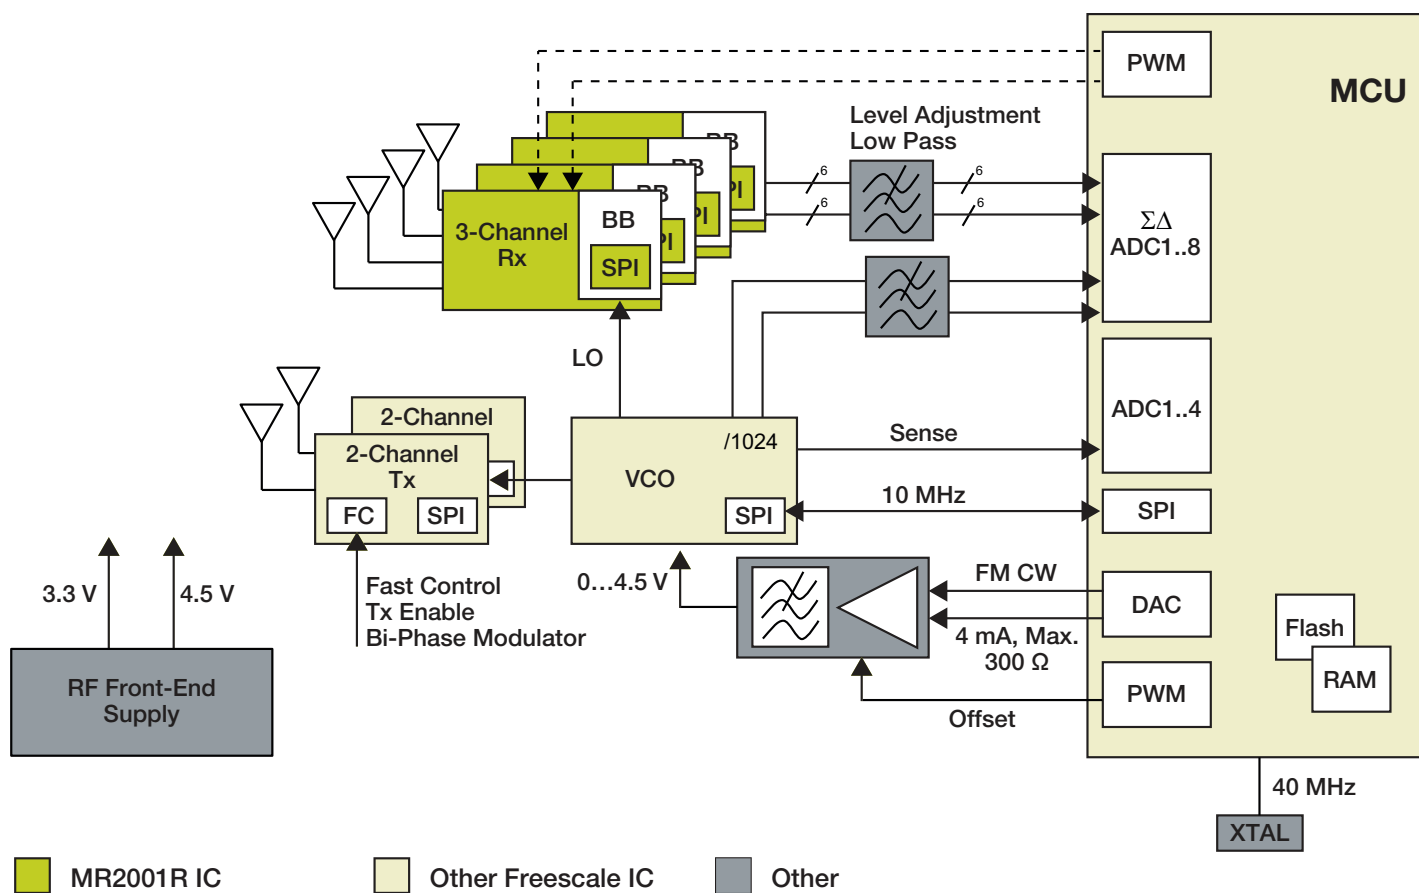 PWM
MCU
Level Adjustment
Low Pass
BB
BB
BB
BB
3-Channel
Rx
SPI
PI
PI
PI
6
6
6
6
ΣΔ
ADC1..8
LO
ADC1..4
2-Channel
2-Channel
Tx
FC
SPI
/1024
VCO
SPI
Sense
10 MHz
SPI
3.3 V
4.5 V
Fast Control
Tx Enable
Bi-Phase Modulator
0...4.5 V
FM CW
4 mA, Max.
300 Ω
DAC
Flash
RAM
RF Front-End
Supply
Offset
PWM
40 MHz
XTAL
MR2001R IC
Other Freescale IC
Other